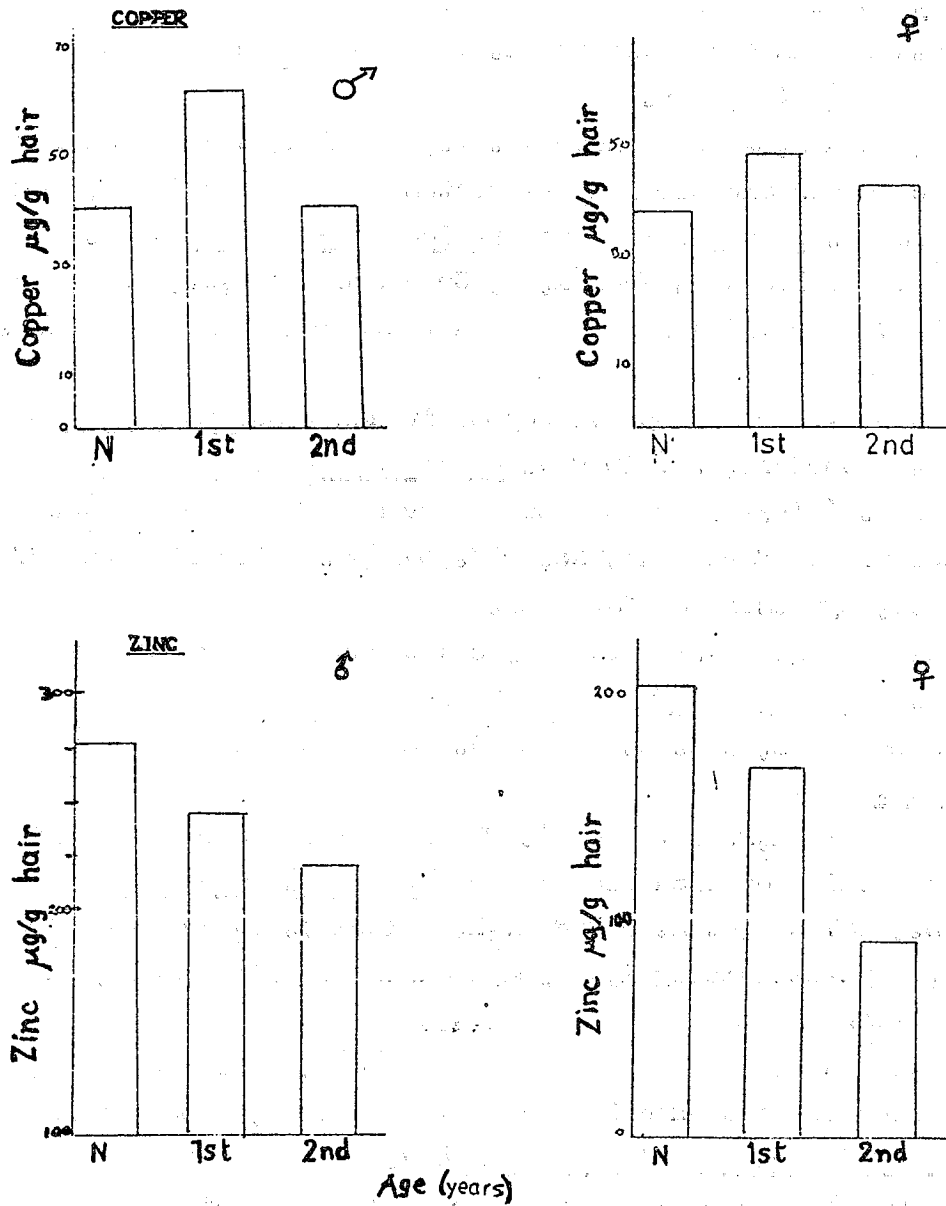 COPPER
♂
70
50
30
10
0
Copper µg/g hair
N 1st 2nd
♀
50
30
10
Copper µg/g hair
N 1st 2nd
ZINC
♂
300
200
100
Zinc µg/g hair
N 1st 2nd
♀
200
100
0
Zinc µg/g hair
N 1st 2nd
Age (years)